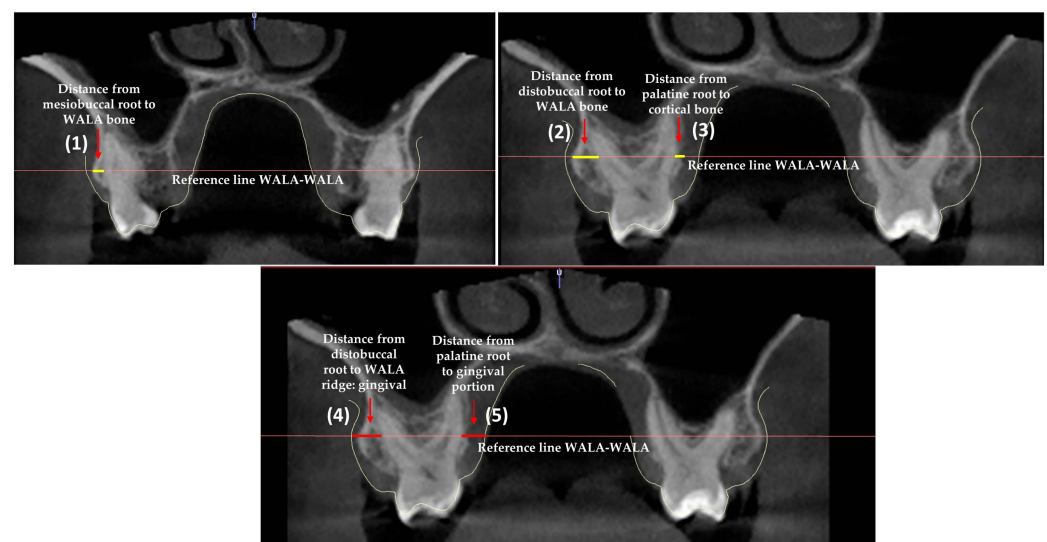 Distance from
mesiobuccal root to
WALA bone
(1)
Reference line WALA-WALA
Distance from
distobuccal root to
WALA bone
(2)
Distance from
palatine root to
cortical bone
(3)
Reference line WALA-WALA
Distance from
distobuccal
root to WALA
ridge: gingival
(4)
Distance from
palatine root
to gingival
portion
(5)
Reference line WALA-WALA